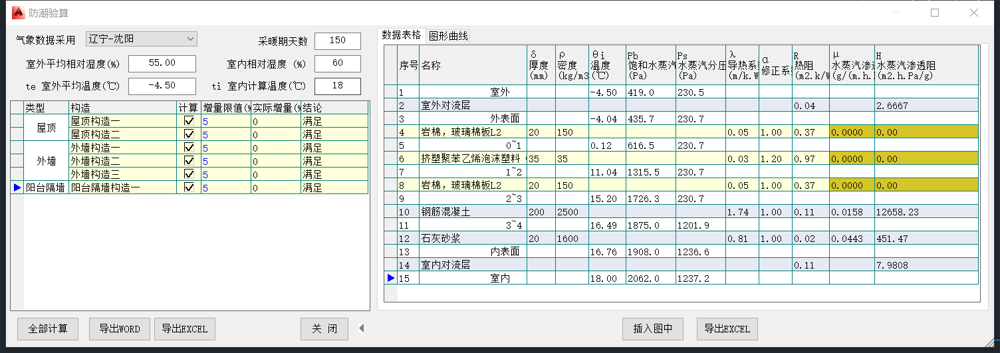 防潮验算
气象数据采用 辽宁-沈阳 采暖期天数 150
室外平均相对湿度(%) 55.00 室内相对湿度 (%) 60
te 室外平均温度(℃) -4.50 ti 室内计算温度(℃) 18
类型 构造 计算 增量限值(% 实际增量(% 结论
屋顶 屋顶构造一 5 0 满足
屋顶构造二 5 0 满足
外墙 外墙构造一 5 0 满足
外墙构造二 5 0 满足
外墙构造三 5 0 满足
阳台隔墙 阳台隔墙构造一 5 0 满足
全部计算 导出WORD 导出EXCEL 关 闭
数据表格 图形曲线
序号 名称 δ 厚度 (mm) ρ 密度 (kg/m3 θi 温度 (℃) Pb 饱和水蒸汽 (Pa) Ps 水蒸汽分压 (Pa) λ 导热系数 (m/k.W α 修正系 R 热阻 (m2.k/W μ 水蒸汽渗透 (g/(m.h.P H 水蒸汽渗透阻 (m2.h.Pa/g)
1 室外 -4.50 419.0 230.5
2 室外对流层 0.04 2.6667
3 外表面 -4.04 435.7 230.7
4 岩棉，玻璃棉板L2 20 150 0.05 1.00 0.37 0.0000 0.00
5 0~1 0.12 616.5 230.7
6 挤塑聚苯乙烯泡沫塑料 35 35 0.03 1.20 0.97 0.0000 0.00
7 1~2 11.04 1315.5 230.7
8 岩棉，玻璃棉板L2 20 150 0.05 1.00 0.37 0.0000 0.00
9 2~3 15.20 1726.3 230.7
10 钢筋混凝土 200 2500 1.74 1.00 0.11 0.0158 12658.23
11 3~4 16.49 1875.0 1201.9
12 石灰砂浆 20 1600 0.81 1.00 0.02 0.0443 451.47
13 内表面 16.76 1908.0 1236.6
14 室内对流层 0.11 7.9808
15 室内 18.00 2062.0 1237.2
插入图中 导出EXCEL